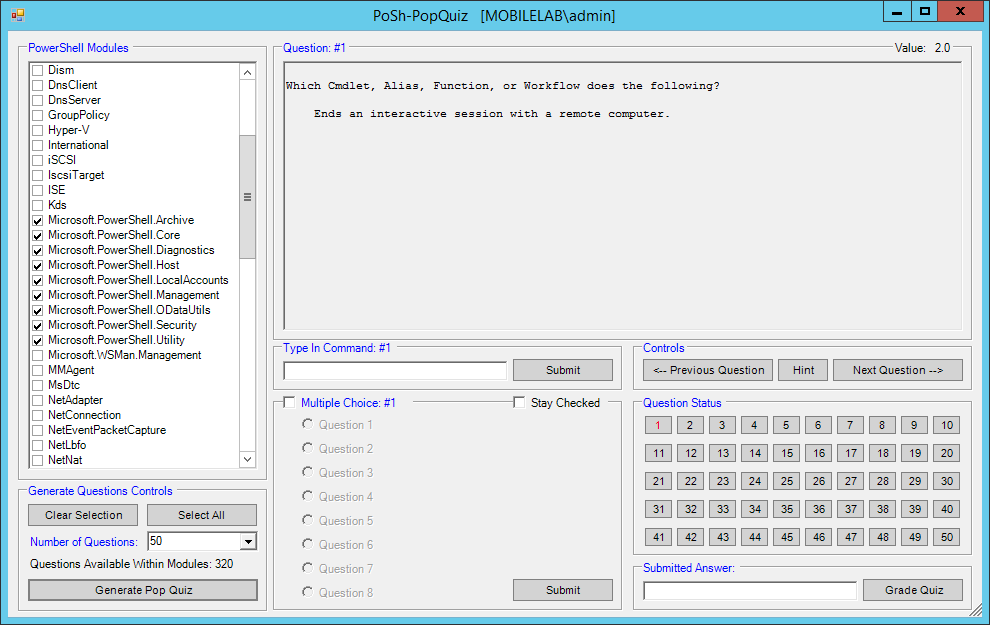 PoSh-PopQuiz   [MOBILELAB\admin]
PowerShell Modules
Dism
DnsClient
DnsServer
GroupPolicy
Hyper-V
International
iSCSI
IscsiTarget
ISE
Kds
Microsoft.PowerShell.Archive
Microsoft.PowerShell.Core
Microsoft.PowerShell.Diagnostics
Microsoft.PowerShell.Host
Microsoft.PowerShell.LocalAccounts
Microsoft.PowerShell.Management
Microsoft.PowerShell.ODataUtils
Microsoft.PowerShell.Security
Microsoft.PowerShell.Utility
Microsoft.WSMan.Management
MMAgent
MsDtc
NetAdapter
NetConnection
NetEventPacketCapture
NetLbfo
NetNat
Generate Questions Controls
Clear Selection Select All
Number of Questions: 50
Questions Available Within Modules: 320
Generate Pop Quiz
Question: #1 Value: 2.0
Which Cmdlet, Alias, Function, or Workflow does the following?
Ends an interactive session with a remote computer.
Type In Command: #1
Submit
Multiple Choice: #1 Stay Checked
Question 1
Question 2
Question 3
Question 4
Question 5
Question 6
Question 7
Question 8
Submit
Controls
<-- Previous Question Hint Next Question -->
Question Status
1 2 3 4 5 6 7 8 9 10
11 12 13 14 15 16 17 18 19 20
21 22 23 24 25 26 27 28 29 30
31 32 33 34 35 36 37 38 39 40
41 42 43 44 45 46 47 48 49 50
Submitted Answer:
Grade Quiz